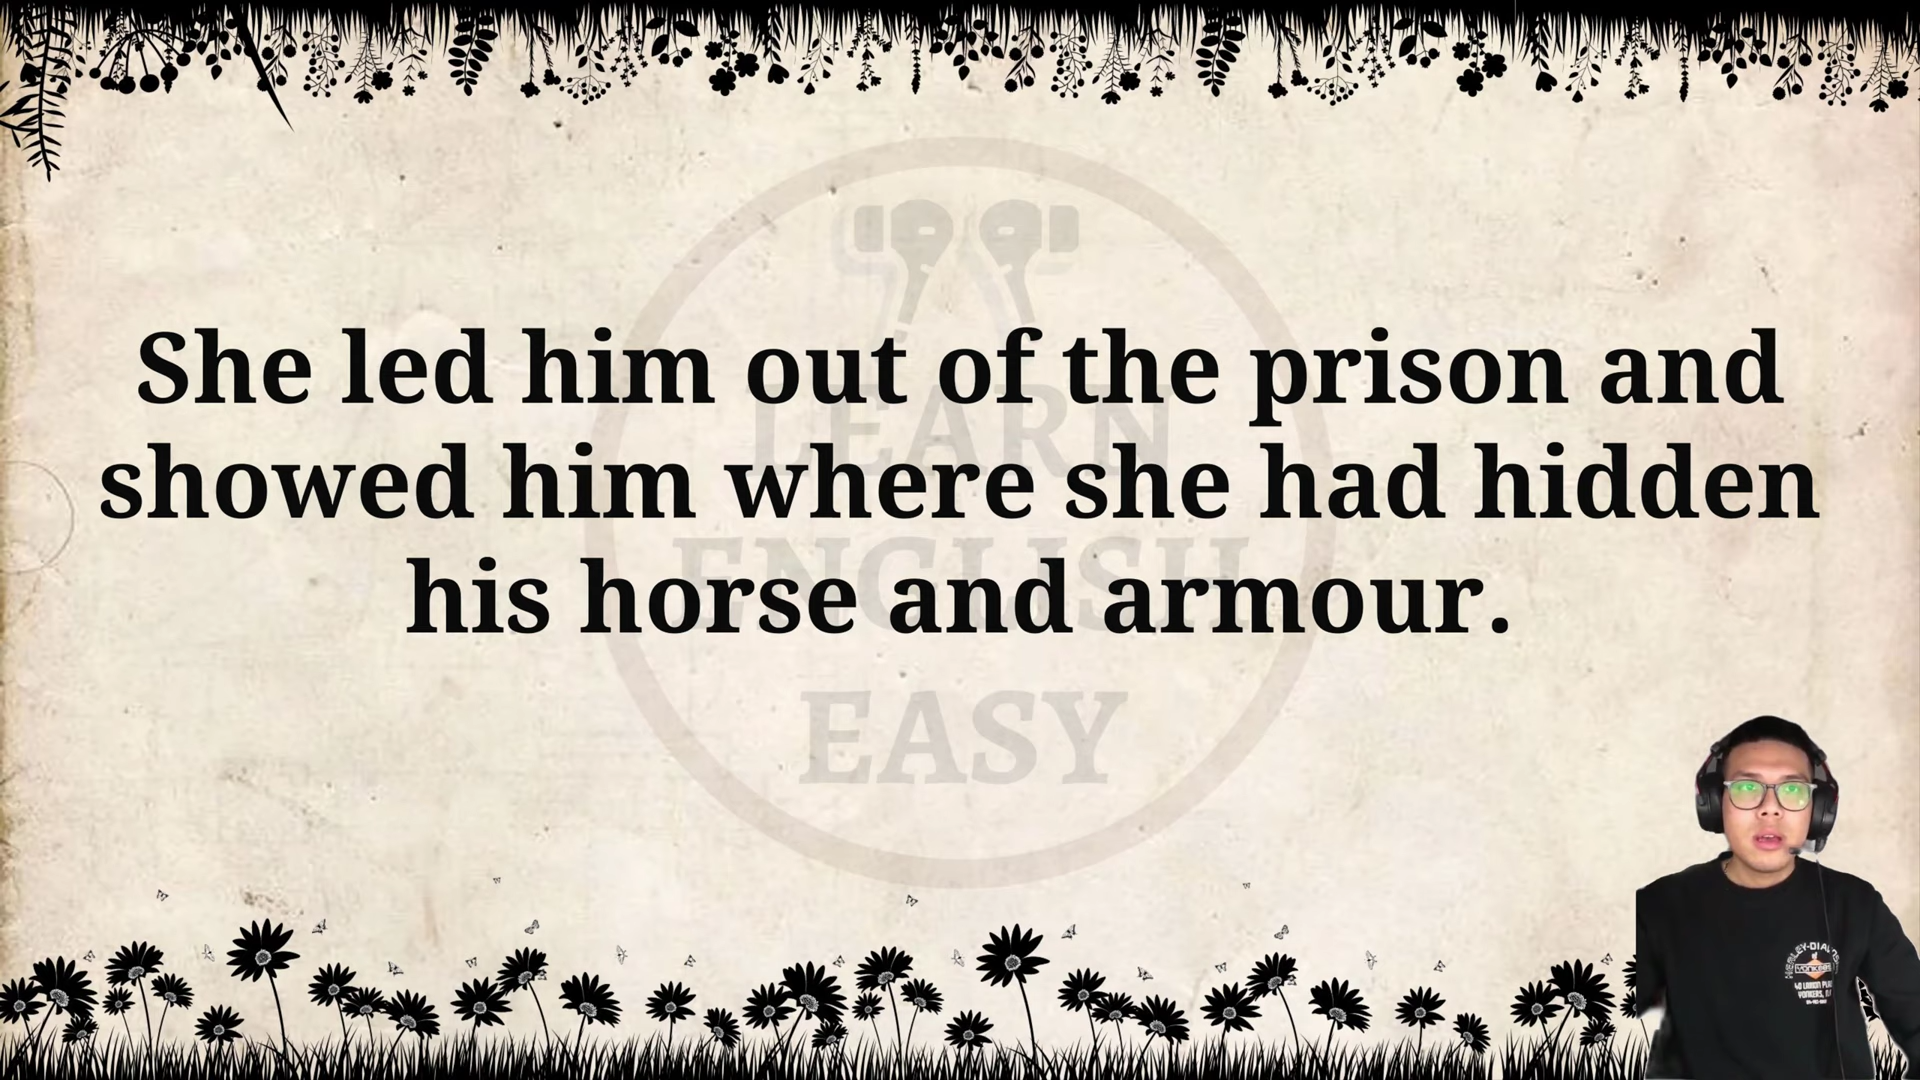 She led him out of the prison and
showed him where she had hidden
his horse and armour.
LEARN
ENGLISH
EASY
YONKERS